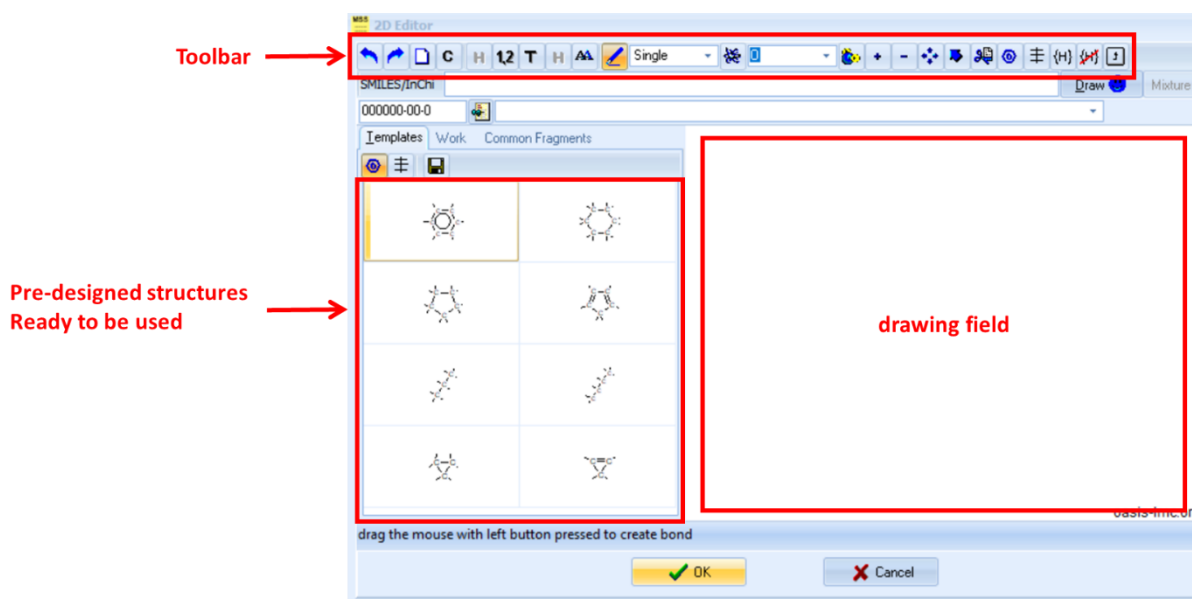 MSS 2D Editor
Toolbar
C H 1,2 T H AA Single 0 + - {H} {H}
SMILES/InChi Draw Mixture
000000-00-0
Templates Work Common Fragments
Pre-designed structures
Ready to be used
drawing field
drag the mouse with left button pressed to create bond
OK Cancel